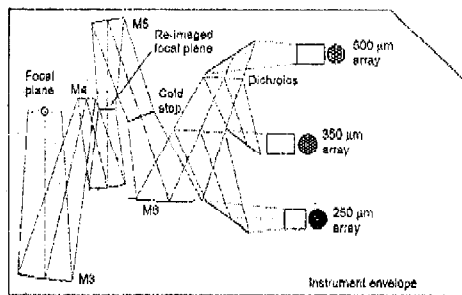 M5
Re-imaged
focal plane
500 µm
array
Focal
plane
M4
Cold
stop
Dichroics
350 µm
array
M6
250 µm
array
M3
Instrument envelope